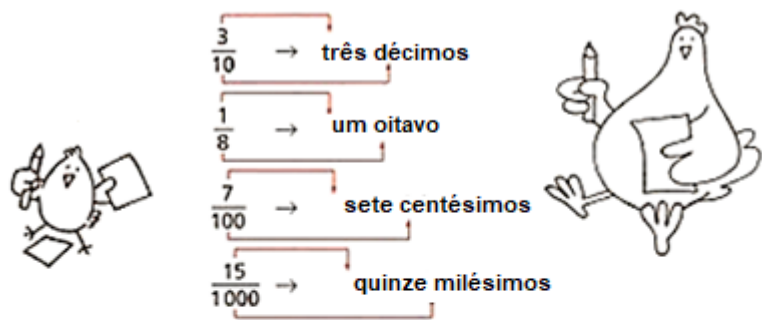 3/10 → três décimos
1/8 → um oitavo
7/100 → sete centésimos
15/1000 → quinze milésimos